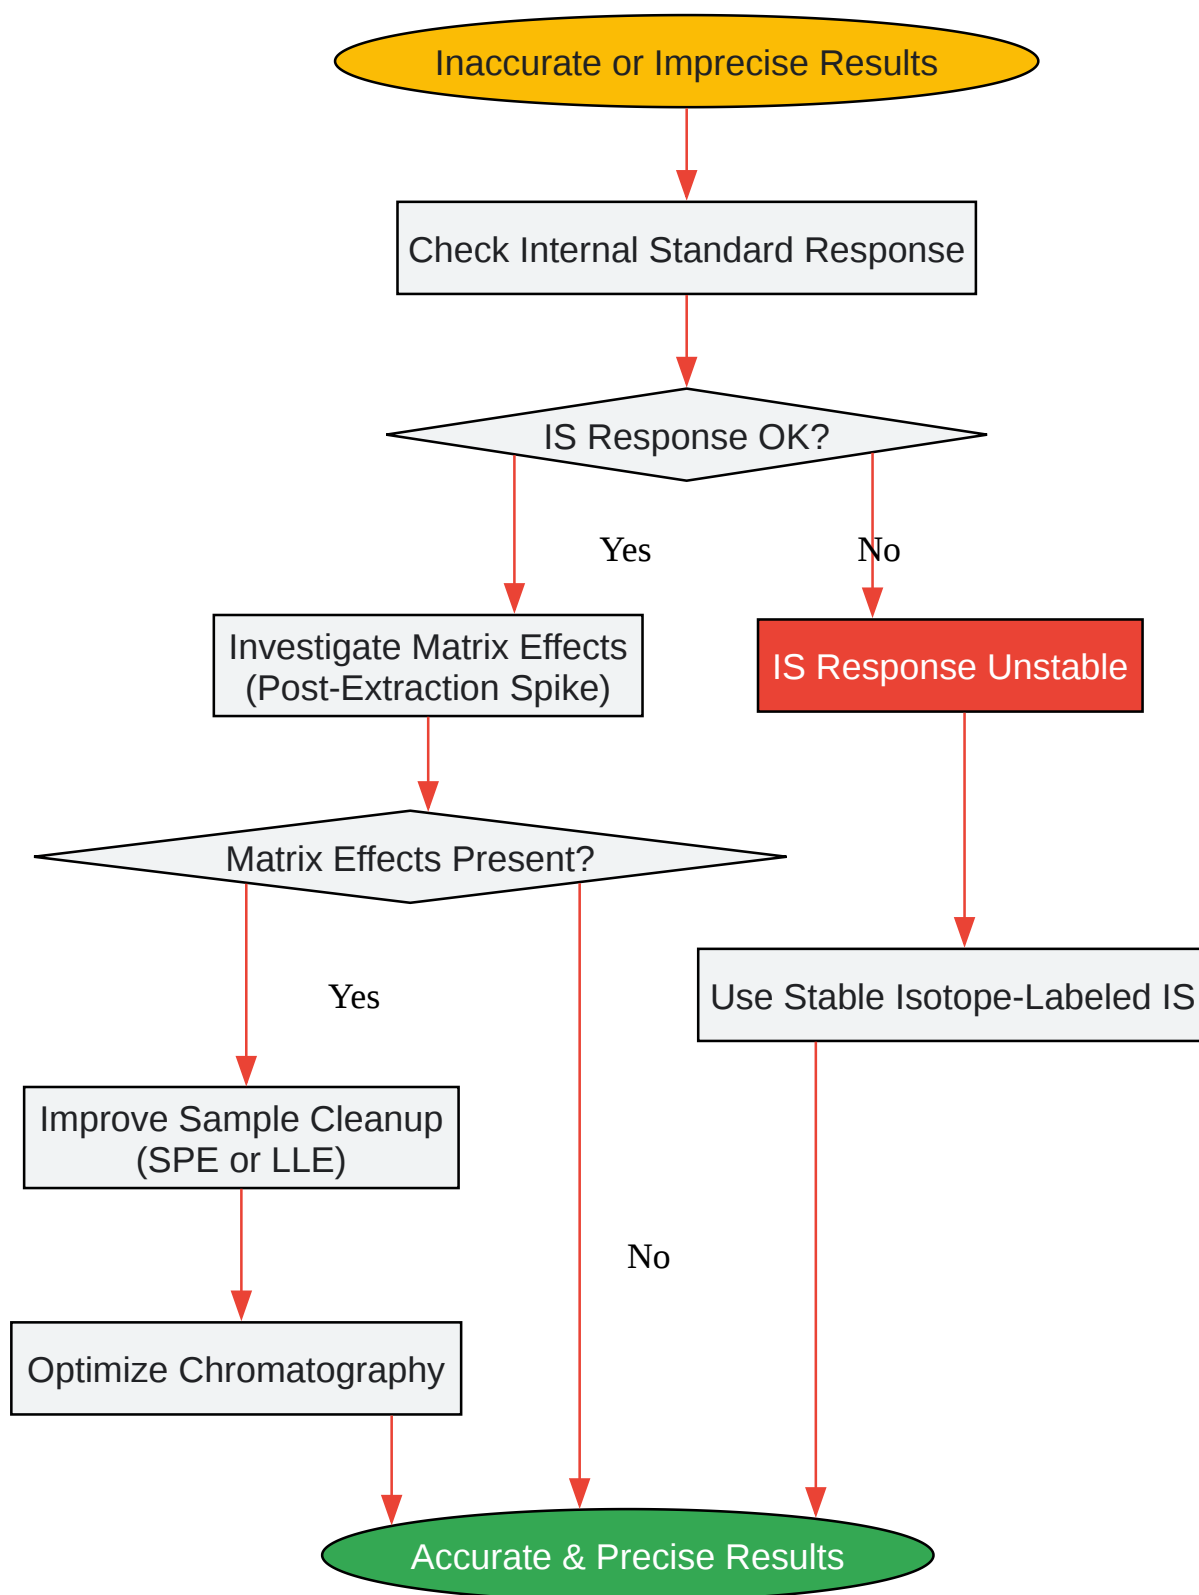 Inaccurate or Imprecise Results
Check Internal Standard Response
IS Response OK?
Yes
No
Investigate Matrix Effects
(Post-Extraction Spike)
IS Response Unstable
Matrix Effects Present?
Yes
Use Stable Isotope-Labeled IS
Improve Sample Cleanup
(SPE or LLE)
No
Optimize Chromatography
Accurate & Precise Results